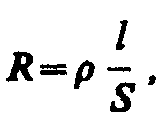 R = ρ l/S,